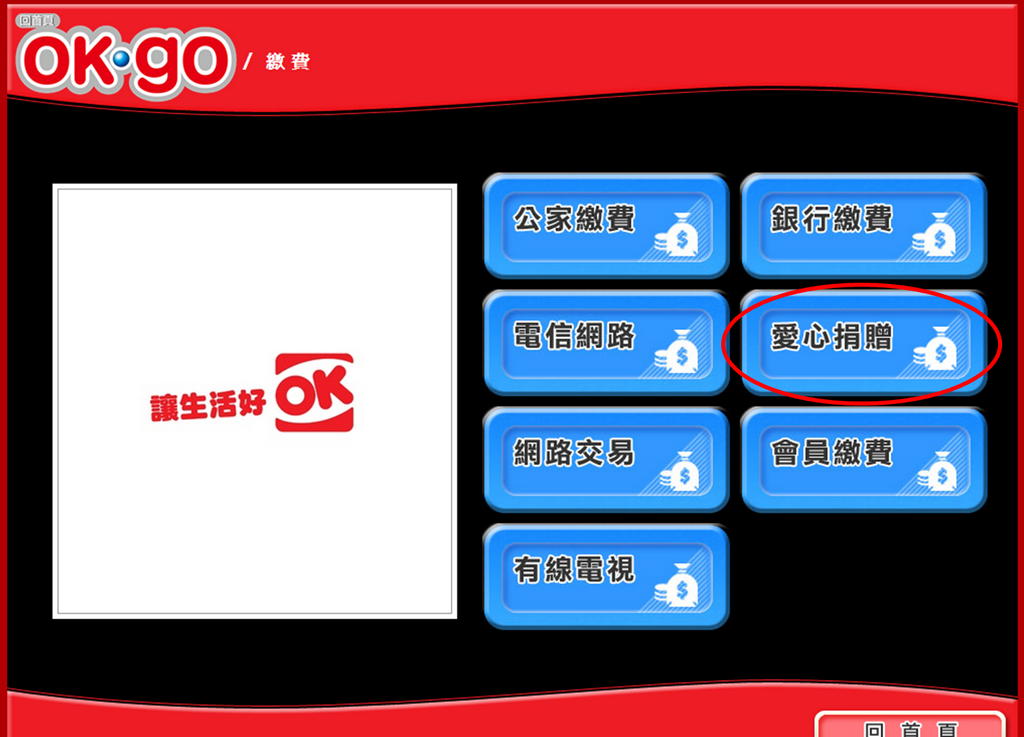 回首頁
OK·go / 繳費
公家繳費
銀行繳費
電信網路
愛心捐贈
讓生活好 OK
網路交易
會員繳費
有線電視
回首頁